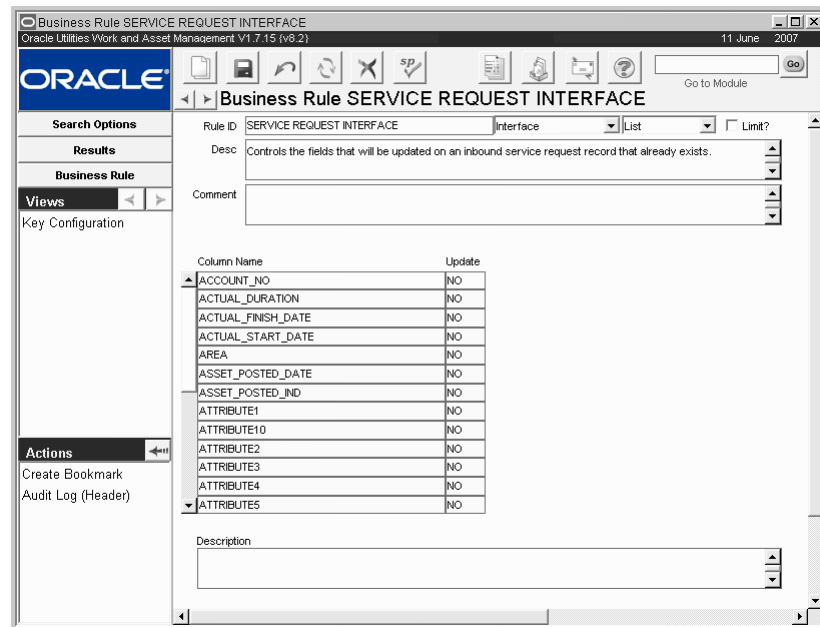 Business Rule SERVICE REQUEST INTERFACE
Oracle Utilities Work and Asset Management V1.7.15 (v8.2)
11 June 2007
ORACLE
sp
Go
Go to Module
Business Rule SERVICE REQUEST INTERFACE
Search Options
Results
Business Rule
Views
Key Configuration
Actions
Create Bookmark
Audit Log (Header)
Rule ID SERVICE REQUEST INTERFACE Interface List Limit?
Desc Controls the fields that will be updated on an inbound service request record that already exists.
Comment
Column Name Update
ACCOUNT_NO NO
ACTUAL_DURATION NO
ACTUAL_FINISH_DATE NO
ACTUAL_START_DATE NO
AREA NO
ASSET_POSTED_DATE NO
ASSET_POSTED_IND NO
ATTRIBUTE1 NO
ATTRIBUTE10 NO
ATTRIBUTE2 NO
ATTRIBUTE3 NO
ATTRIBUTE4 NO
ATTRIBUTE5 NO
Description